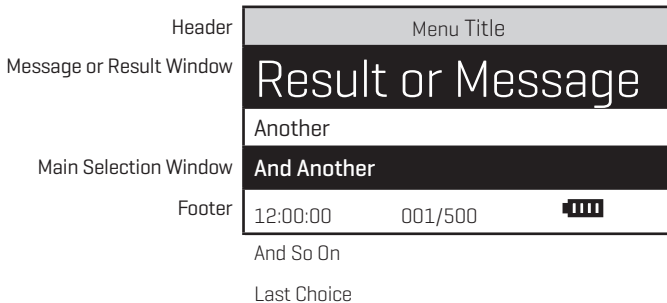 Header
Menu Title
Message or Result Window
Result or Message
Another
Main Selection Window
And Another
Footer
12:00:00 001/500
And So On
Last Choice